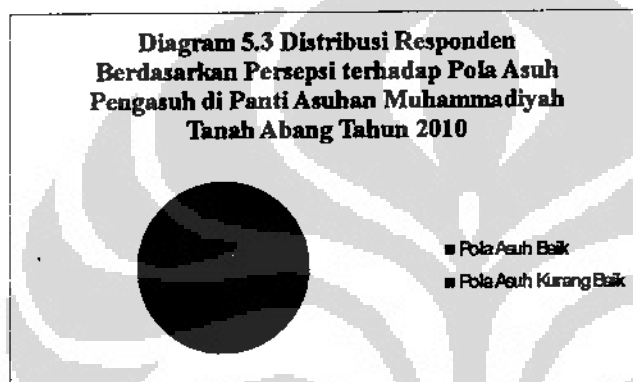 Diagram 5.3 Distribusi Responden
Berdasarkan Persepsi terhadap Pola Asuh
Pengasuh di Panti Asuhan Muhammadiyah
Tanah Abang Tahun 2010
Pola Asuh Baik
Pola Asuh Kurang Baik